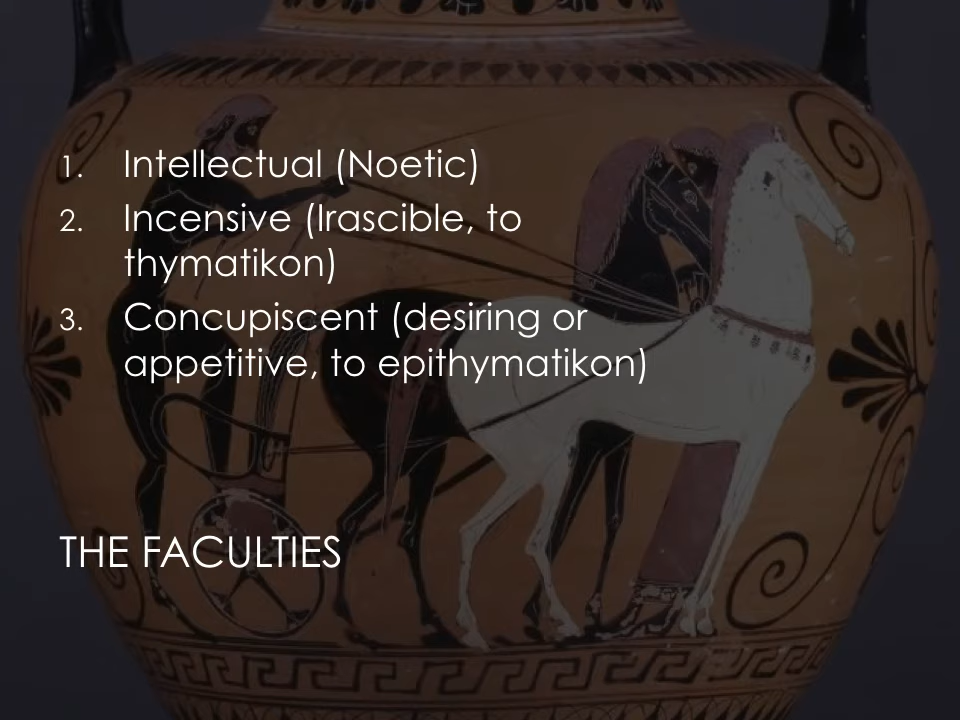 1. Intellectual (Noetic)
2. Incensive (Irascible, to
thymatikon)
3. Concupiscent (desiring or
appetitive, to epithymatikon)
THE FACULTIES